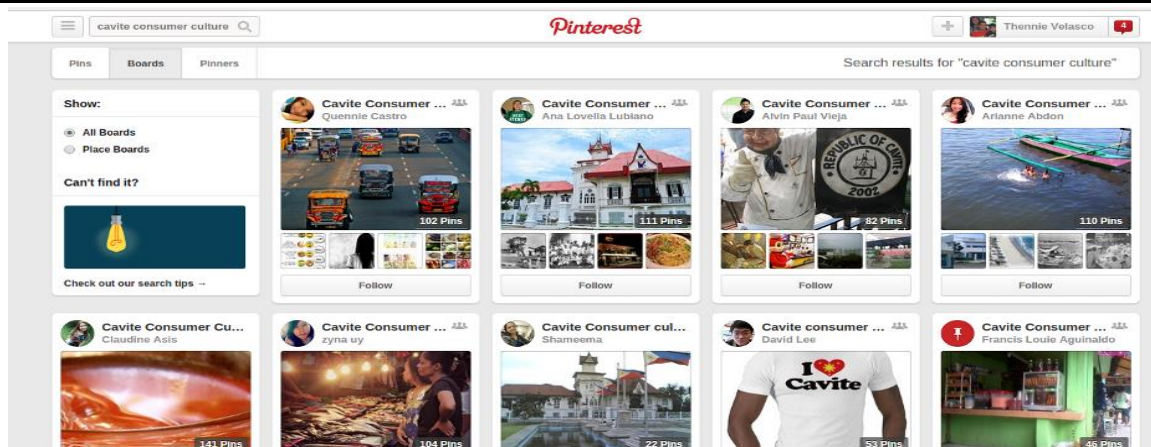 cavite consumer culture
Pinterest
Thennie Velasco
4
Pins
Boards
Pinners
Search results for "cavite consumer culture"
Show:
All Boards
Place Boards
Can't find it?
Check out our search tips →
Cavite Consumer ...
Quennie Castro
102 Pins
Follow
Cavite Consumer ...
Ana Lovella Lubiano
111 Pins
Follow
Cavite Consumer ...
Alvin Paul Vieja
REPUBLIC OF CAVITE
2002
82 Pins
Follow
Cavite Consumer ...
Arianne Abdon
110 Pins
Follow
Cavite Consumer Cu...
Claudine Asis
141 Pins
Cavite Consumer ...
zyna uy
104 Pins
Cavite Consumer cul...
Shameema
22 Pins
Cavite consumer ...
David Lee
I
Cavite
53 Pins
Cavite Consumer ...
Francis Louie Aguinaldo
46 Pins